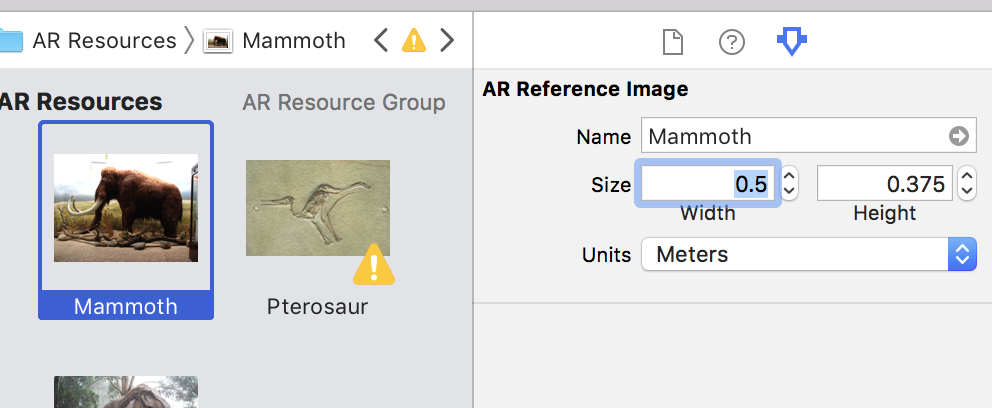 AR Resources Mammoth
AR Resources AR Resource Group
Mammoth
Pterosaur
AR Reference Image
Name Mammoth
Size 0.5 0.375
Width Height
Units Meters